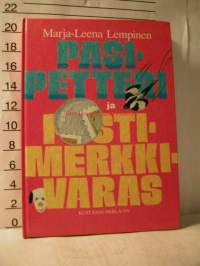 Marja-Leena Lempinen
PASI-
PETTERI
ja
POSTI-
MERKKI-
VARAS
22
20
18
16
14
12
10
8
6
4
2